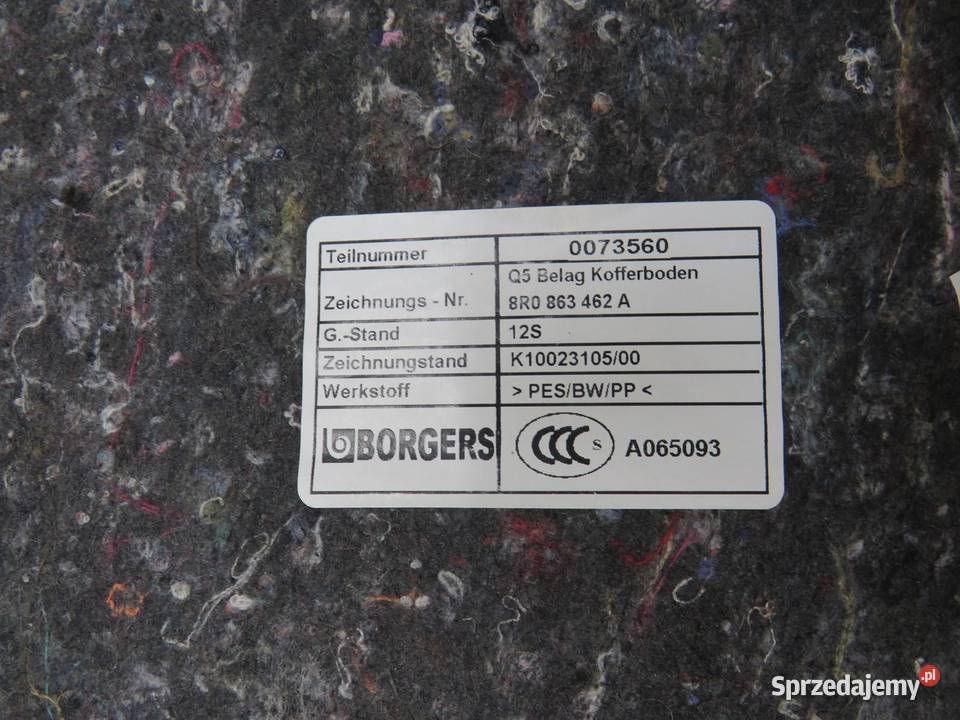 Teilnummer 0073560
Q5 Belag Kofferboden
Zeichnungs - Nr. 8R0 863 462 A
G.-Stand 12S
Zeichnungstand K10023105/00
Werkstoff > PES/BW/PP <
BORGERS CCC S A065093
Sprzedajemy.pl